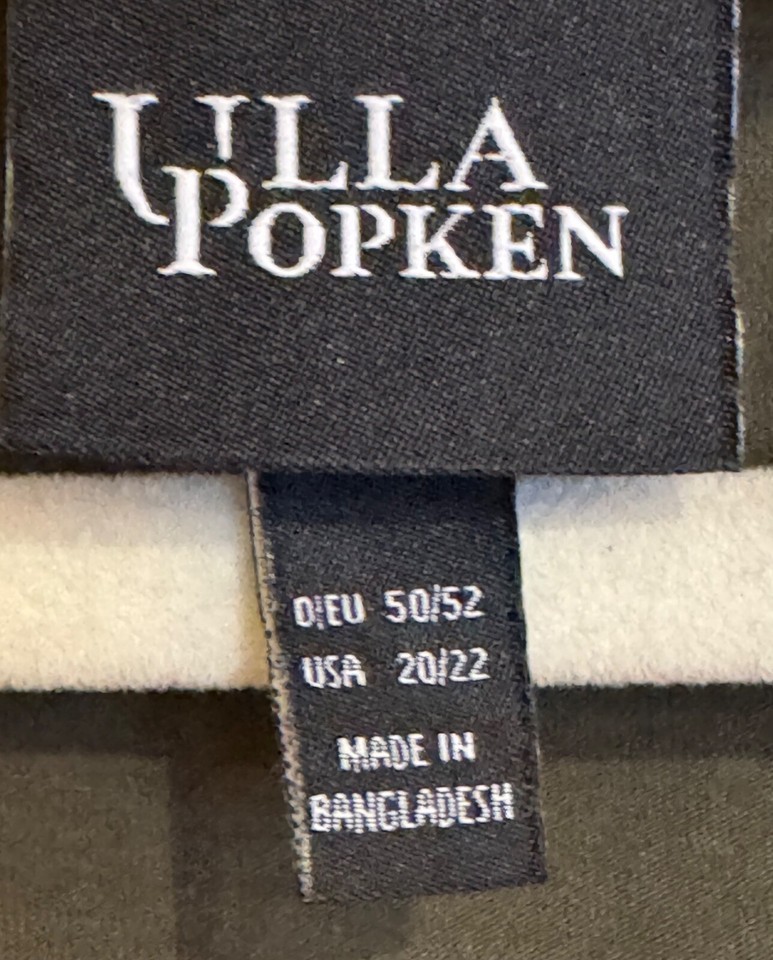 ULLA
POPKEN
D/EU 50/52
USA 20/22
MADE IN
BANGLADESH